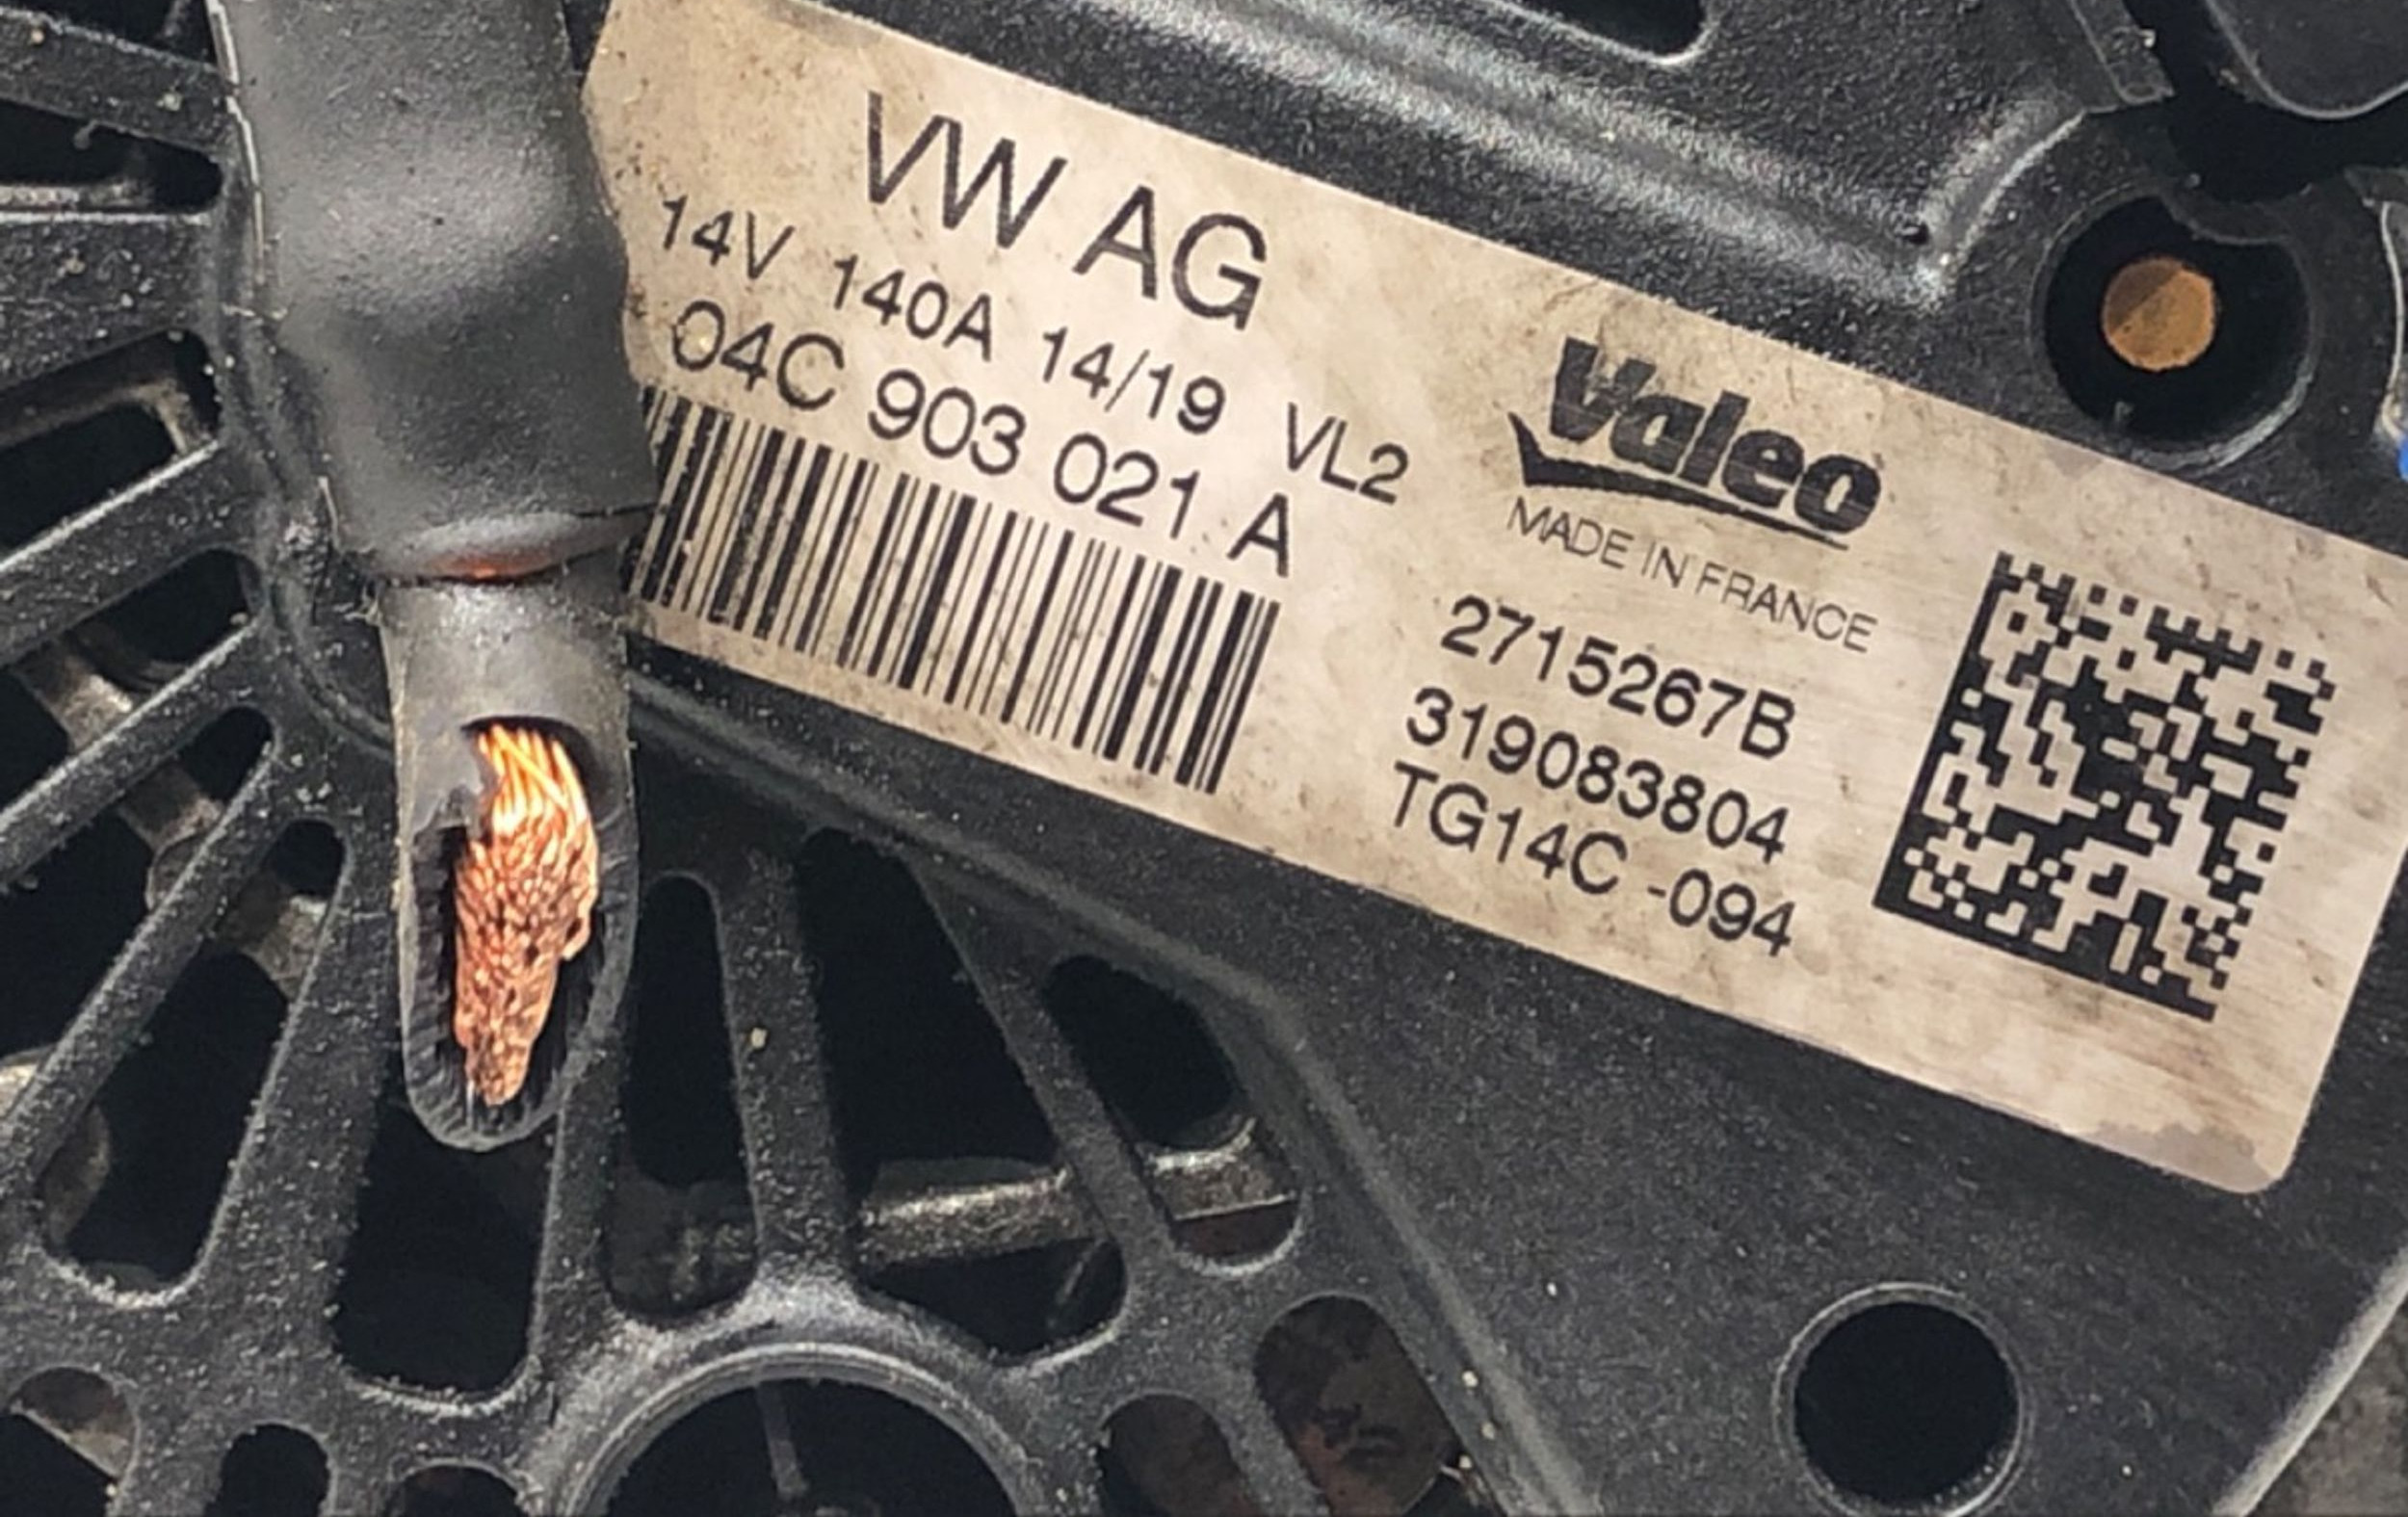 VW AG
14V 140A 14/19 VL2
04C 903 021 A
Valeo
MADE IN FRANCE
2715267B
319083804
TG14C -094